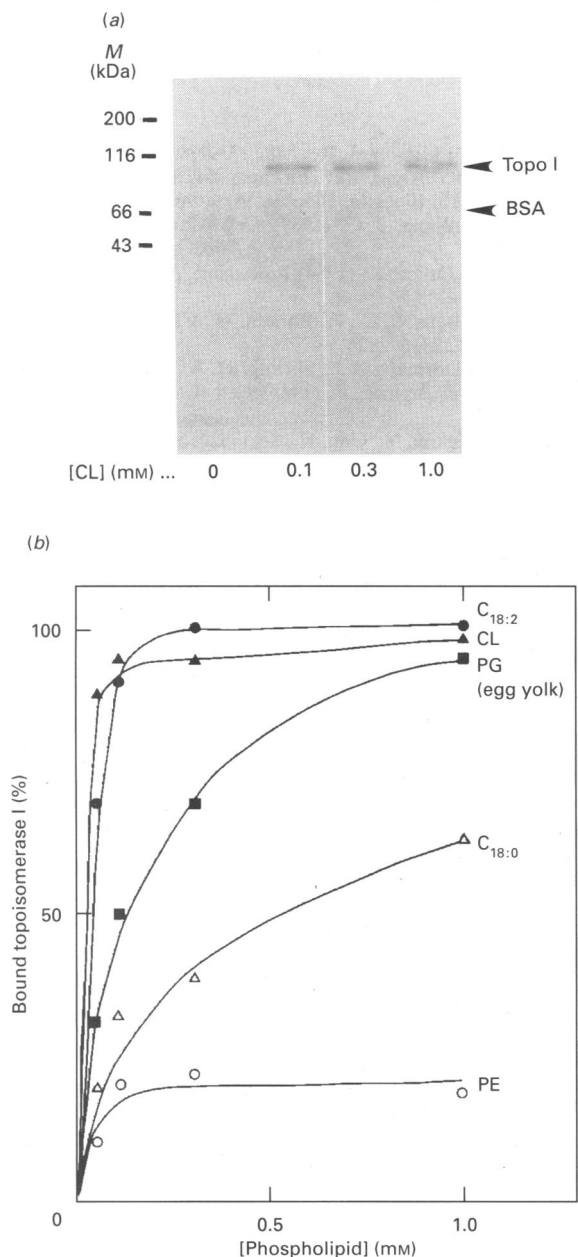 (a)
M
(kDa)
200
116
66
43
Topo I
BSA
[CL] (mM) ... 0 0.1 0.3 1.0
(b)
100
50
0
Bound topoisomerase I (%)
C18:2
CL
PG
(egg yolk)
C18:0
PE
0.5 1.0
[Phospholipid] (mM)